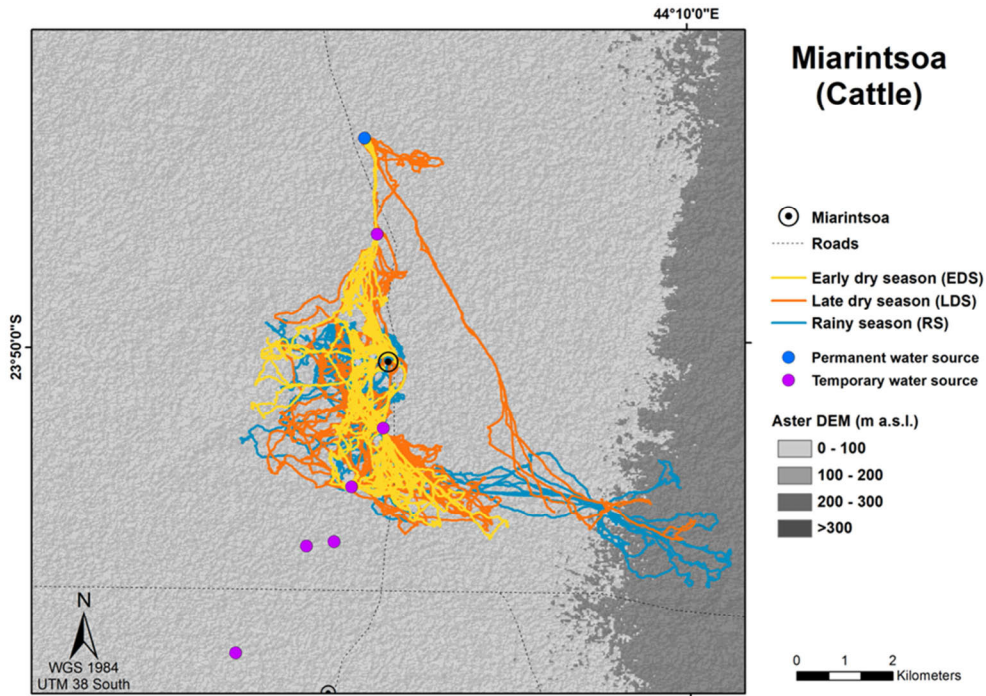 44°10'0"E
Miarintsoa
(Cattle)
Miarintsoa
Roads
Early dry season (EDS)
Late dry season (LDS)
Rainy season (RS)
23°50'0"S
Permanent water source
Temporary water source
Aster DEM (m a.s.l.)
0 - 100
100 - 200
200 - 300
>300
N
WGS 1984
UTM 38 South
0 1 2
Kilometers